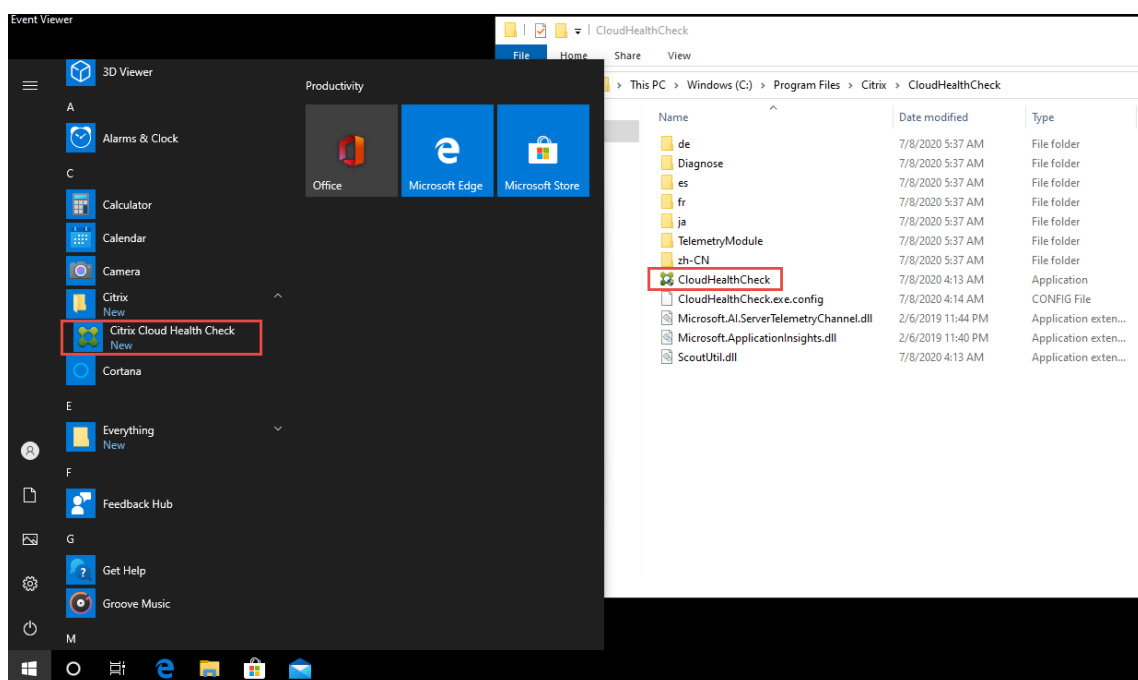 Event Viewer
3D Viewer
A
Alarms & Clock
C
Calculator
Calendar
Camera
Citrix
New
Citrix Cloud Health Check
New
Cortana
E
Everything
New
F
Feedback Hub
G
Get Help
Groove Music
M
Productivity
Office
Microsoft Edge
Microsoft Store
CloudHealthCheck
File Home Share View
This PC > Windows (C:) > Program Files > Citrix > CloudHealthCheck
Name Date modified Type
de 7/8/2020 5:37 AM File folder
Diagnose 7/8/2020 5:37 AM File folder
es 7/8/2020 5:37 AM File folder
fr 7/8/2020 5:37 AM File folder
ja 7/8/2020 5:37 AM File folder
TelemetryModule 7/8/2020 5:37 AM File folder
zh-CN 7/8/2020 5:37 AM File folder
CloudHealthCheck 7/8/2020 4:13 AM Application
CloudHealthCheck.exe.config 7/8/2020 4:14 AM CONFIG File
Microsoft.AI.ServerTelemetryChannel.dll 2/6/2019 11:44 PM Application exten...
Microsoft.ApplicationInsights.dll 2/6/2019 11:40 PM Application exten...
ScoutUtil.dll 7/8/2020 4:13 AM Application exten...